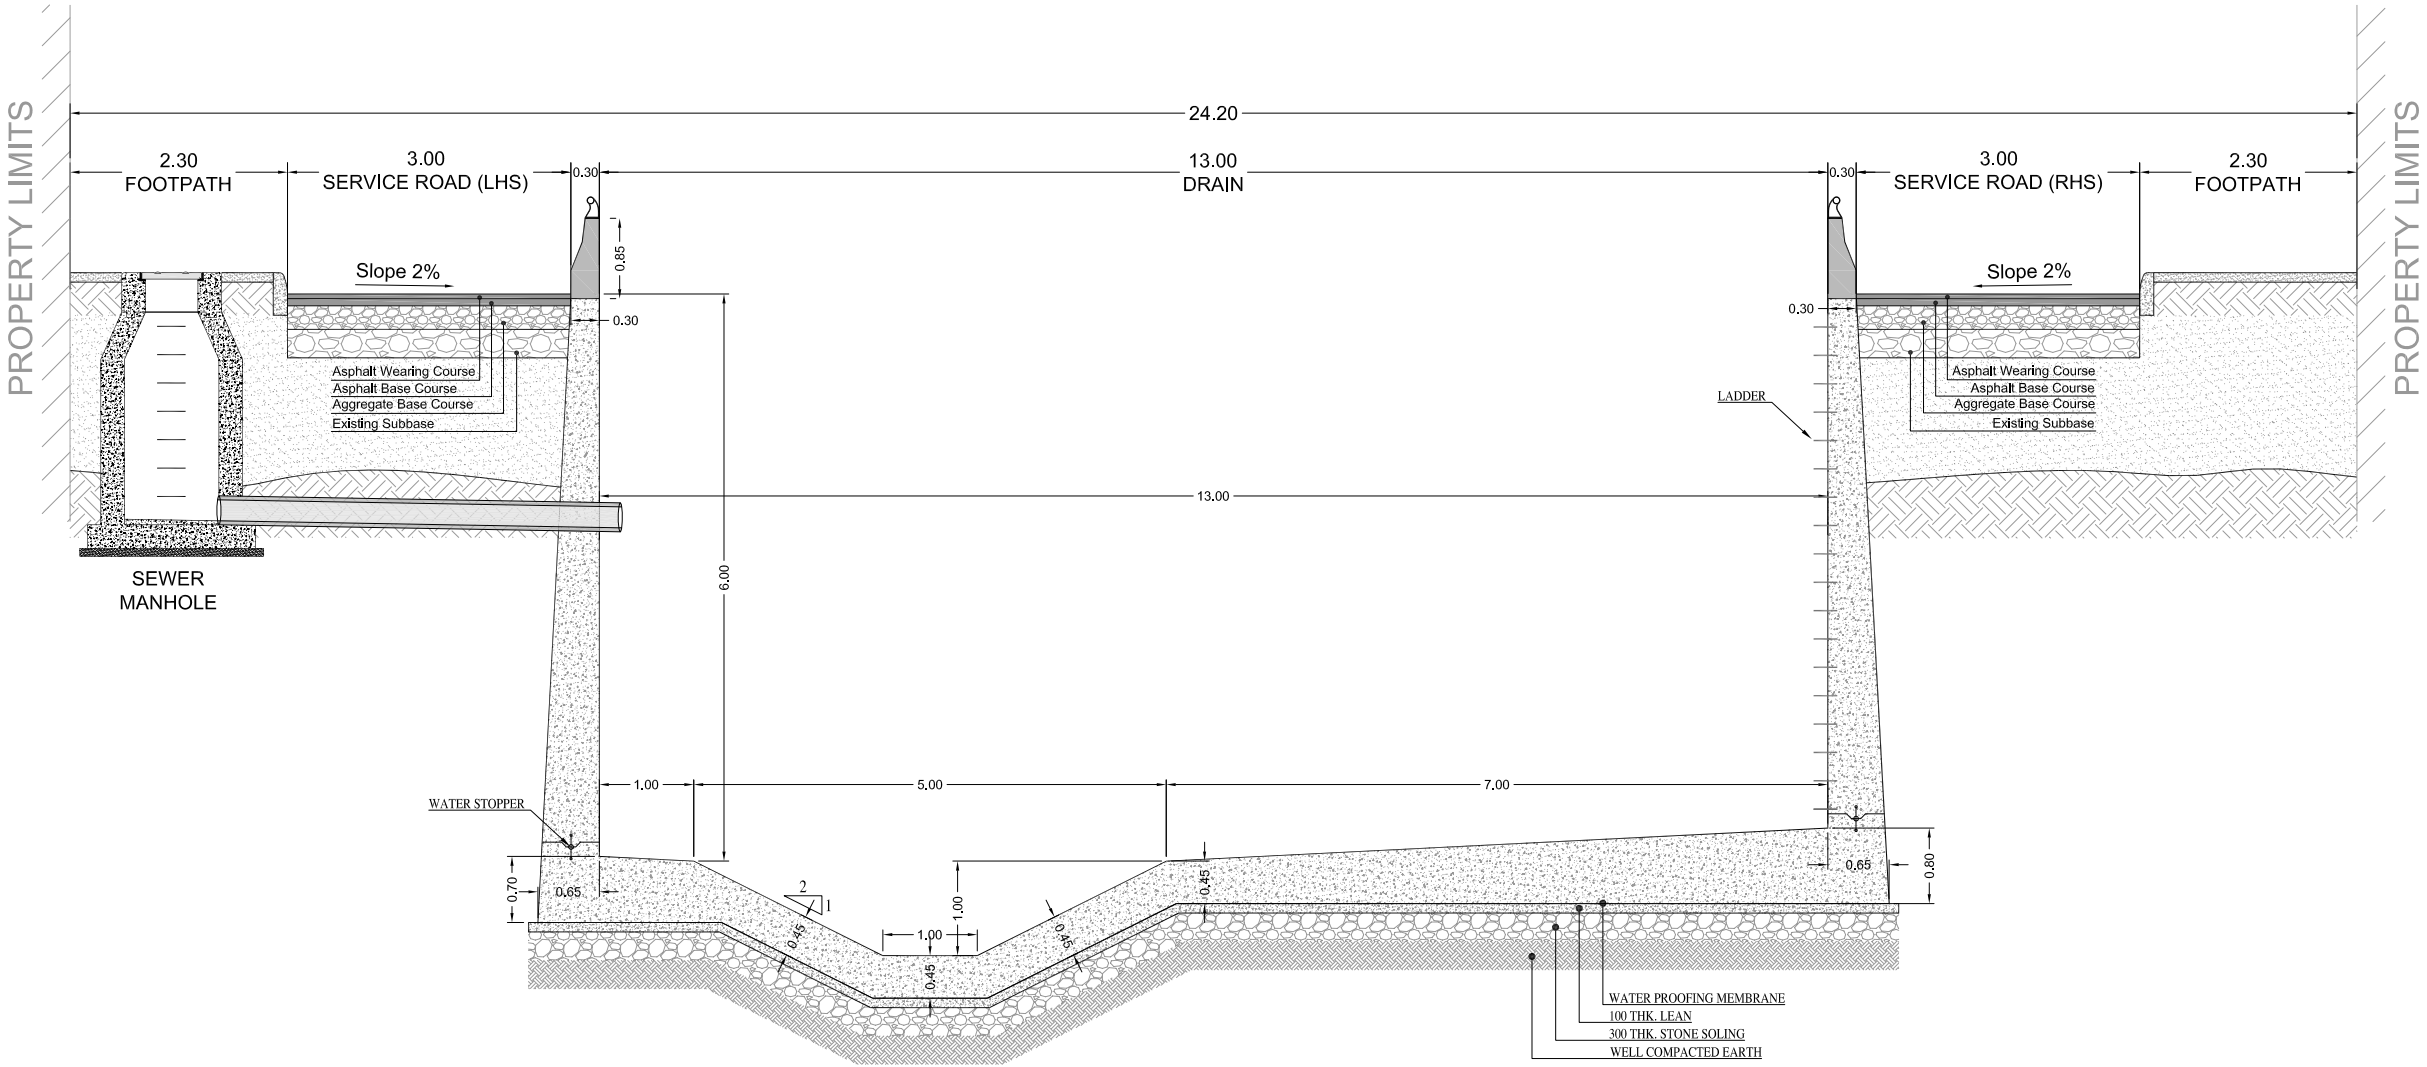 PROPERTY LIMITS
PROPERTY LIMITS
24.20
2.30
FOOTPATH
3.00
SERVICE ROAD (LHS)
0.30
13.00
DRAIN
0.30
3.00
SERVICE ROAD (RHS)
2.30
FOOTPATH
0.85
Slope 2%
Slope 2%
0.30
0.30
Asphalt Wearing Course
Asphalt Base Course
Aggregate Base Course
Existing Subbase
Asphalt Wearing Course
Asphalt Base Course
Aggregate Base Course
Existing Subbase
LADDER
13.00
SEWER
MANHOLE
6.00
1.00
5.00
7.00
WATER STOPPER
0.70
0.65
2
1
0.45
1.00
1.00
0.45
0.45
0.45
0.65
0.80
WATER PROOFING MEMBRANE
100 THK. LEAN
300 THK. STONE SOLING
WELL COMPACTED EARTH